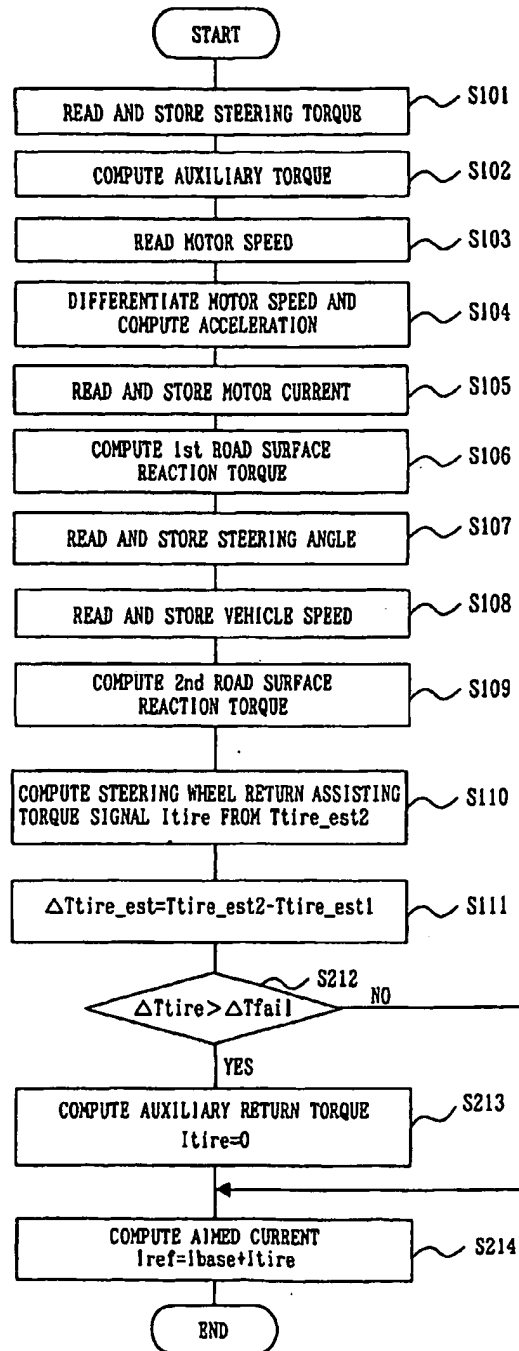 START
READ AND STORE STEERING TORQUE
S101
COMPUTE AUXILIARY TORQUE
S102
READ MOTOR SPEED
S103
DIFFERENTIATE MOTOR SPEED AND
COMPUTE ACCELERATION
S104
READ AND STORE MOTOR CURRENT
S105
COMPUTE 1st ROAD SURFACE
REACTION TORQUE
S106
READ AND STORE STEERING ANGLE
S107
READ AND STORE VEHICLE SPEED
S108
COMPUTE 2nd ROAD SURFACE
REACTION TORQUE
S109
COMPUTE STEERING WHEEL RETURN ASSISTING
TORQUE SIGNAL Itire FROM Ttire_est2
S110
△Ttire_est=Ttire_est2-Ttire_est1
S111
S212
△Ttire>△Tfail
NO
YES
COMPUTE AUXILIARY RETURN TORQUE
Itire=0
S213
COMPUTE AIMED CURRENT
Iref=Ibase+Itire
S214
END